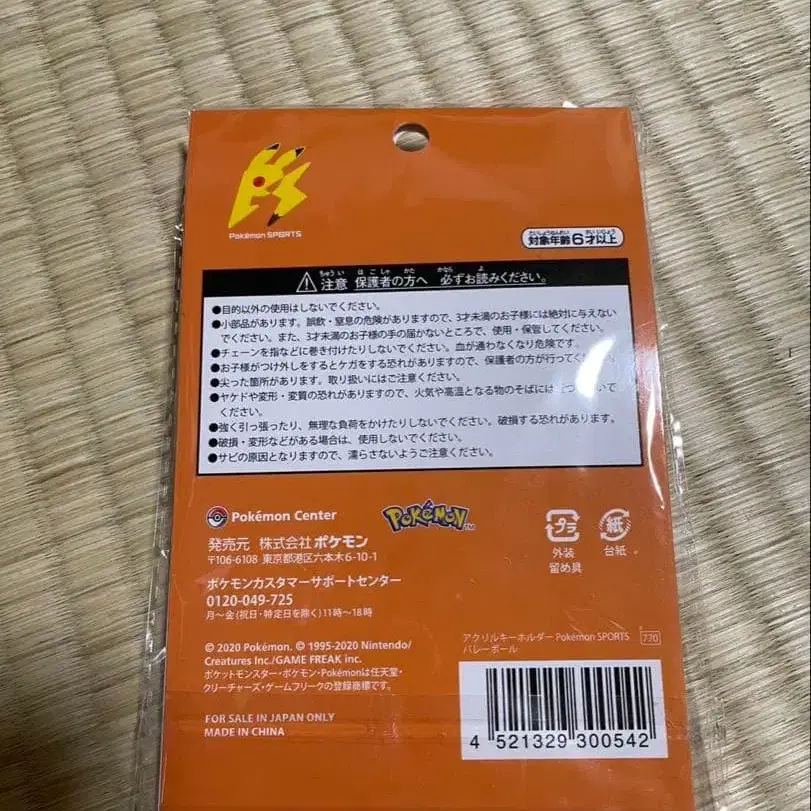 Pokémon SPORTS
対象年齢6才以上
注意 保護者の方へ 必ずお読みください。
●目的以外の使用はしないでください。
●小部品があります。誤飲・窒息の危険がありますので、3才未満のお子様には絶対に与えない
でください。また、3才未満のお子様の手の届かないところで、使用・保管してください。
●チェーンを指などに巻き付けたりしないでください。血が通わなくなり危険です。
●お子様がつけ外しをするとケガをする恐れがありますので、保護者の方が行ってください。
●尖った箇所があります。取り扱いにはご注意ください。
●ヤケドや変形・変質の恐れがありますので、火気や高温となる物のそばには いで
ください。
●強く引っ張ったり、無理な負荷をかけたりしないでください。破損する恐れがあります。
●破損・変形などがある場合は、使用しないでください。
●サビの原因となりますので、濡らさないようご注意ください。
Pokémon Center
POKÉMON TM
プラ
紙
外装
留め具
台紙
発売元 株式会社ポケモン
〒106-6108 東京都港区六本木6-10-1
ポケモンカスタマーサポートセンター
0120-049-725
月~金(祝日・特定日を除く)11時~18時
© 2020 Pokémon. © 1995-2020 Nintendo/
Creatures Inc./GAME FREAK inc.
ポケットモンスター・ポケモン・Pokémonは任天堂・
クリーチャーズ・ゲームフリークの登録商標です。
FOR SALE IN JAPAN ONLY
MADE IN CHINA
アクリルキーホルダー Pokémon SPORTS
バレーボール
770
4 521329 300542